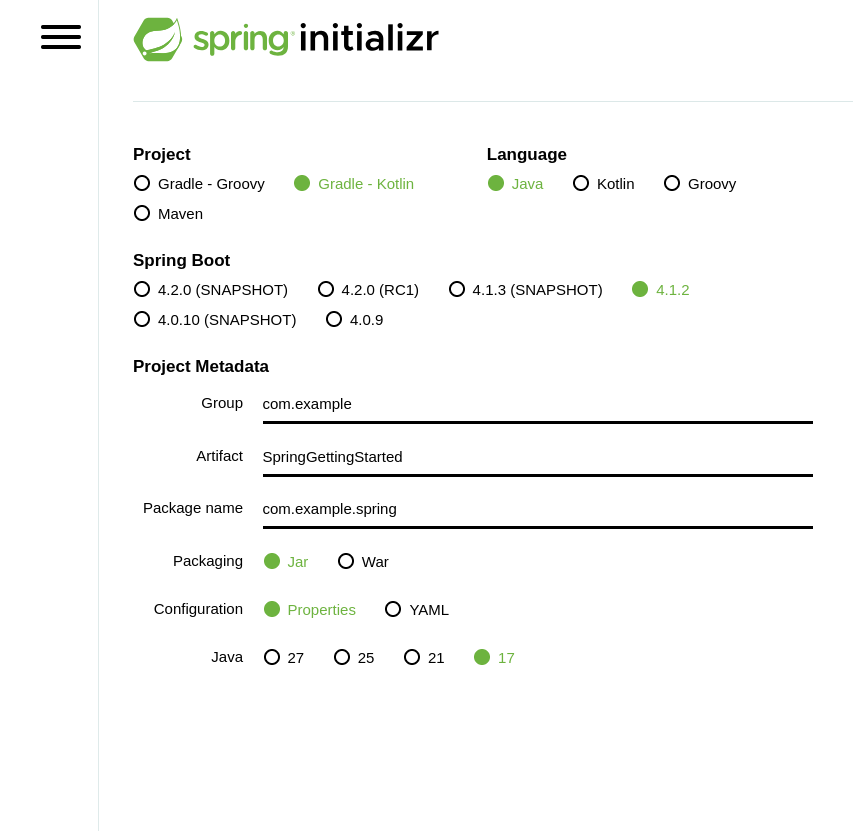 spring initializr
Project
Gradle - Groovy Gradle - Kotlin
Maven
Language
Java Kotlin Groovy
Spring Boot
4.2.0 (SNAPSHOT) 4.2.0 (RC1) 4.1.3 (SNAPSHOT) 4.1.2
4.0.10 (SNAPSHOT) 4.0.9
Project Metadata
Group com.example
Artifact SpringGettingStarted
Package name com.example.spring
Packaging Jar War
Configuration Properties YAML
Java 27 25 21 17